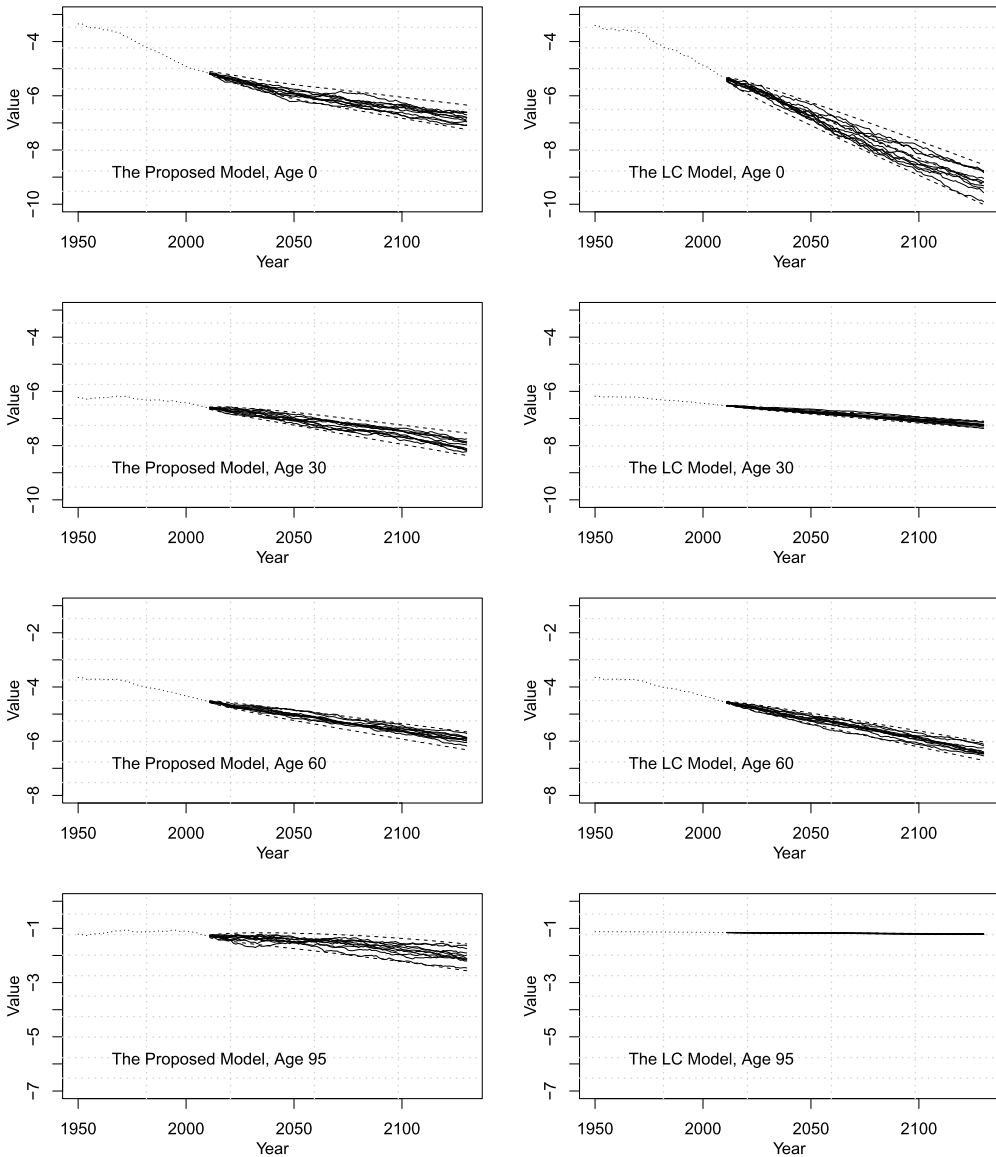 −4
−6
−8
−10
Value
The Proposed Model, Age 0
1950 2000 2050 2100
Year
−4
−6
−8
−10
Value
The LC Model, Age 0
1950 2000 2050 2100
Year
−4
−6
−8
−10
Value
The Proposed Model, Age 30
1950 2000 2050 2100
Year
−4
−6
−8
−10
Value
The LC Model, Age 30
1950 2000 2050 2100
Year
−2
−4
−6
−8
Value
The Proposed Model, Age 60
1950 2000 2050 2100
Year
−2
−4
−6
−8
Value
The LC Model, Age 60
1950 2000 2050 2100
Year
−1
−3
−5
−7
Value
The Proposed Model, Age 95
1950 2000 2050 2100
Year
−1
−3
−5
−7
Value
The LC Model, Age 95
1950 2000 2050 2100
Year